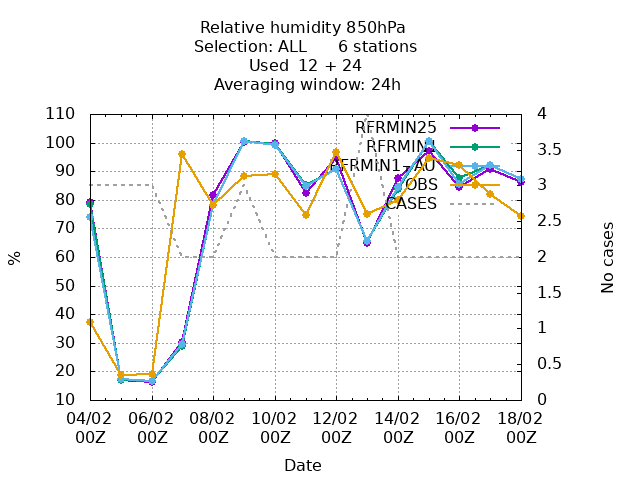 Relative humidity 850hPa
Selection: ALL 6 stations
Used 12 + 24
Averaging window: 24h
110 100 90 80 70 60 50 40 30 20 10
%
RFRMIN25
RFRMIN
RFRMIN1-AU
OBS
CASES
4 3.5 3 2.5 2 1.5 1 0.5 0
No cases
04/02 06/02 08/02 10/02 12/02 14/02 16/02 18/02
00Z 00Z 00Z 00Z 00Z 00Z 00Z 00Z
Date